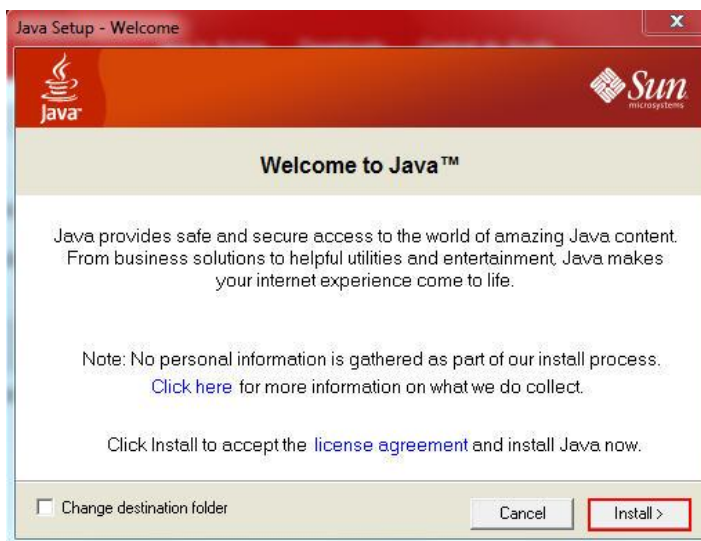 Java Setup - Welcome
x
Java™
Sun
microsystems
Welcome to Java™
Java provides safe and secure access to the world of amazing Java content.
From business solutions to helpful utilities and entertainment, Java makes
your internet experience come to life.
Note: No personal information is gathered as part of our install process.
Click here for more information on what we do collect.
Click Install to accept the license agreement and install Java now.
Change destination folder
Cancel
Install >